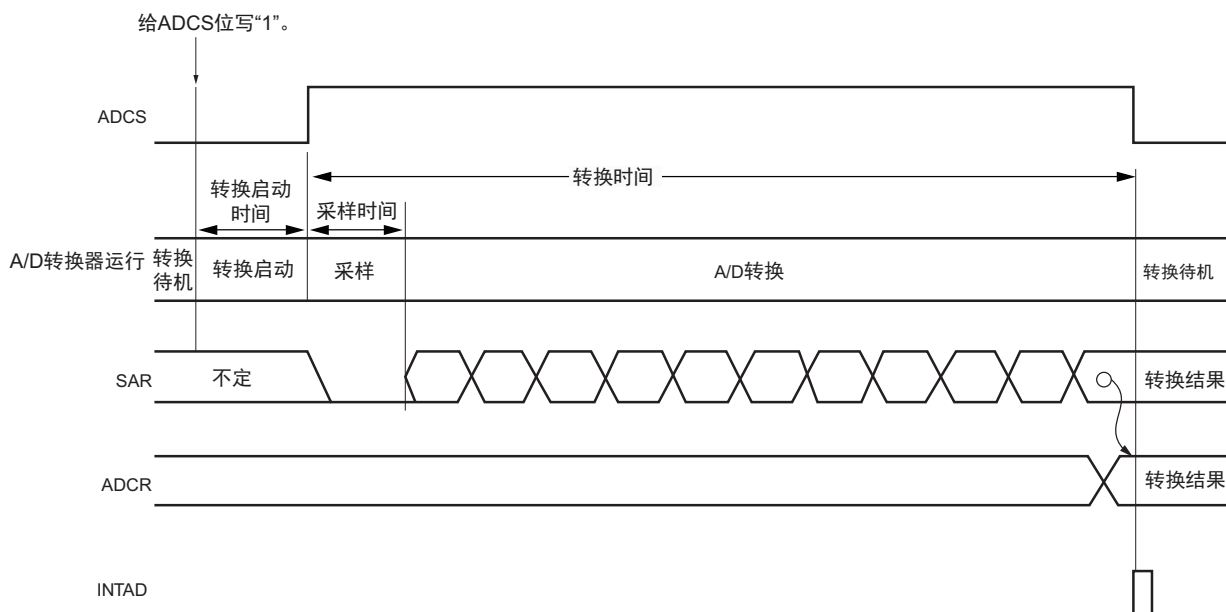 给ADCS位写“1”。
ADCS
转换时间
转换启动
时间
采样时间
A/D转换器运行
转换
待机
转换启动
采样
A/D转换
转换待机
SAR
不定
转换结果
ADCR
转换结果
INTAD